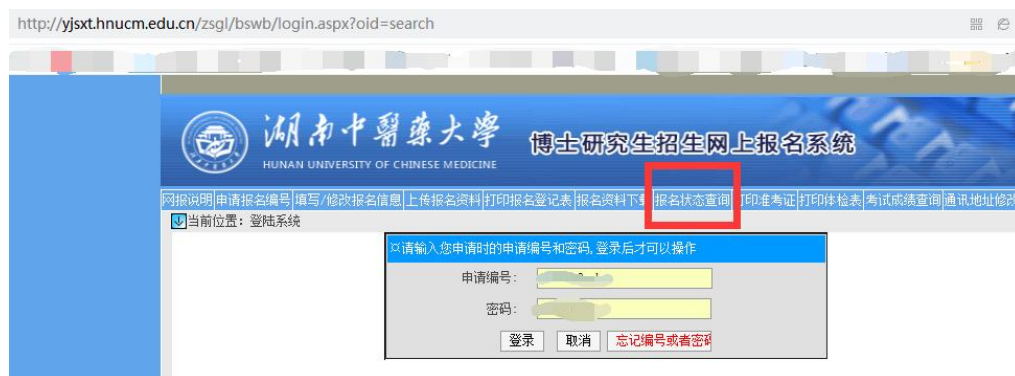 http://yjsxt.hnucm.edu.cn/zsgl/bswb/login.aspx?oid=search
湖南中醫藥大學
HUNAN UNIVERSITY OF CHINESE MEDICINE
博士研究生招生网上报名系统
网报说明 申请报名编号 填写/修改报名信息 上传报名资料 打印报名登记表 报名资料下载 报名状态查询 打印准考证 打印体检表 考试成绩查询 通讯地址修改
当前位置：登陆系统
¤请输入您申请时的申请编号和密码,登录后才可以操作
申请编号：
密码：
登录 取消 忘记编号或者密码